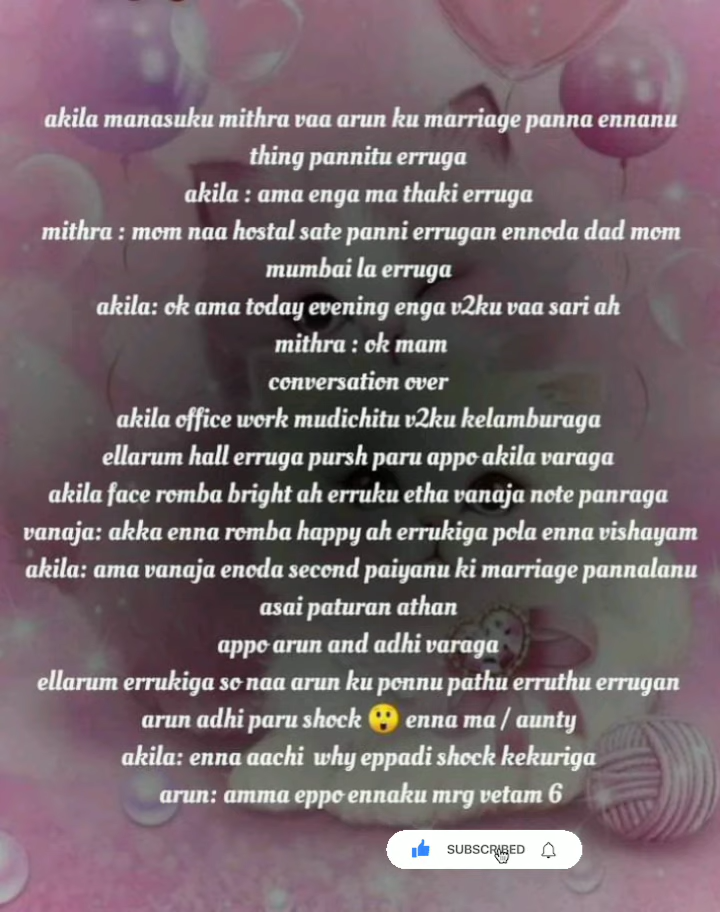 akila manasuku mithra vaa arun ku marriage panna ennanu
thing pannitu erruga
akila : ama enga ma thaki erruga
mithra : mom naa hostal sate panni errugan ennoda dad mom
mumbai la erruga
akila: ok ama today evening enga v2ku vaa sari ah
mithra : ok mam
conversation over
akila office work mudichitu v2ku kelamburaga
ellarum hall erruga pursh paru appo akila varaga
akila face romba bright ah erruku etha vanaja note panraga
vanaja: akka enna romba happy ah errukiga pola enna vishayam
akila: ama vanaja enoda second paiyanu ki marriage pannalanu
asai paturan athan
appo arun and adhi varaga
ellarum errukiga so naa arun ku ponnu pathu erruthu errugan
arun adhi paru shock 😲 enna ma / aunty
akila: enna aachi why eppadi shock kekuriga
arun: amma eppo ennaku mrg vetam 6
SUBSCRIBED